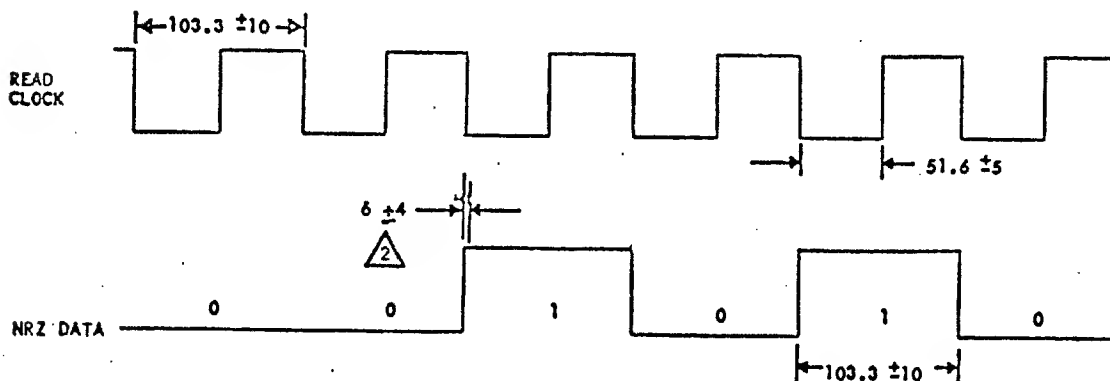 103.3 ±10
READ
CLOCK
51.6 ±5
6 ±4
2
0 0 1 0 1 0
NRZ DATA
103.3 ±10